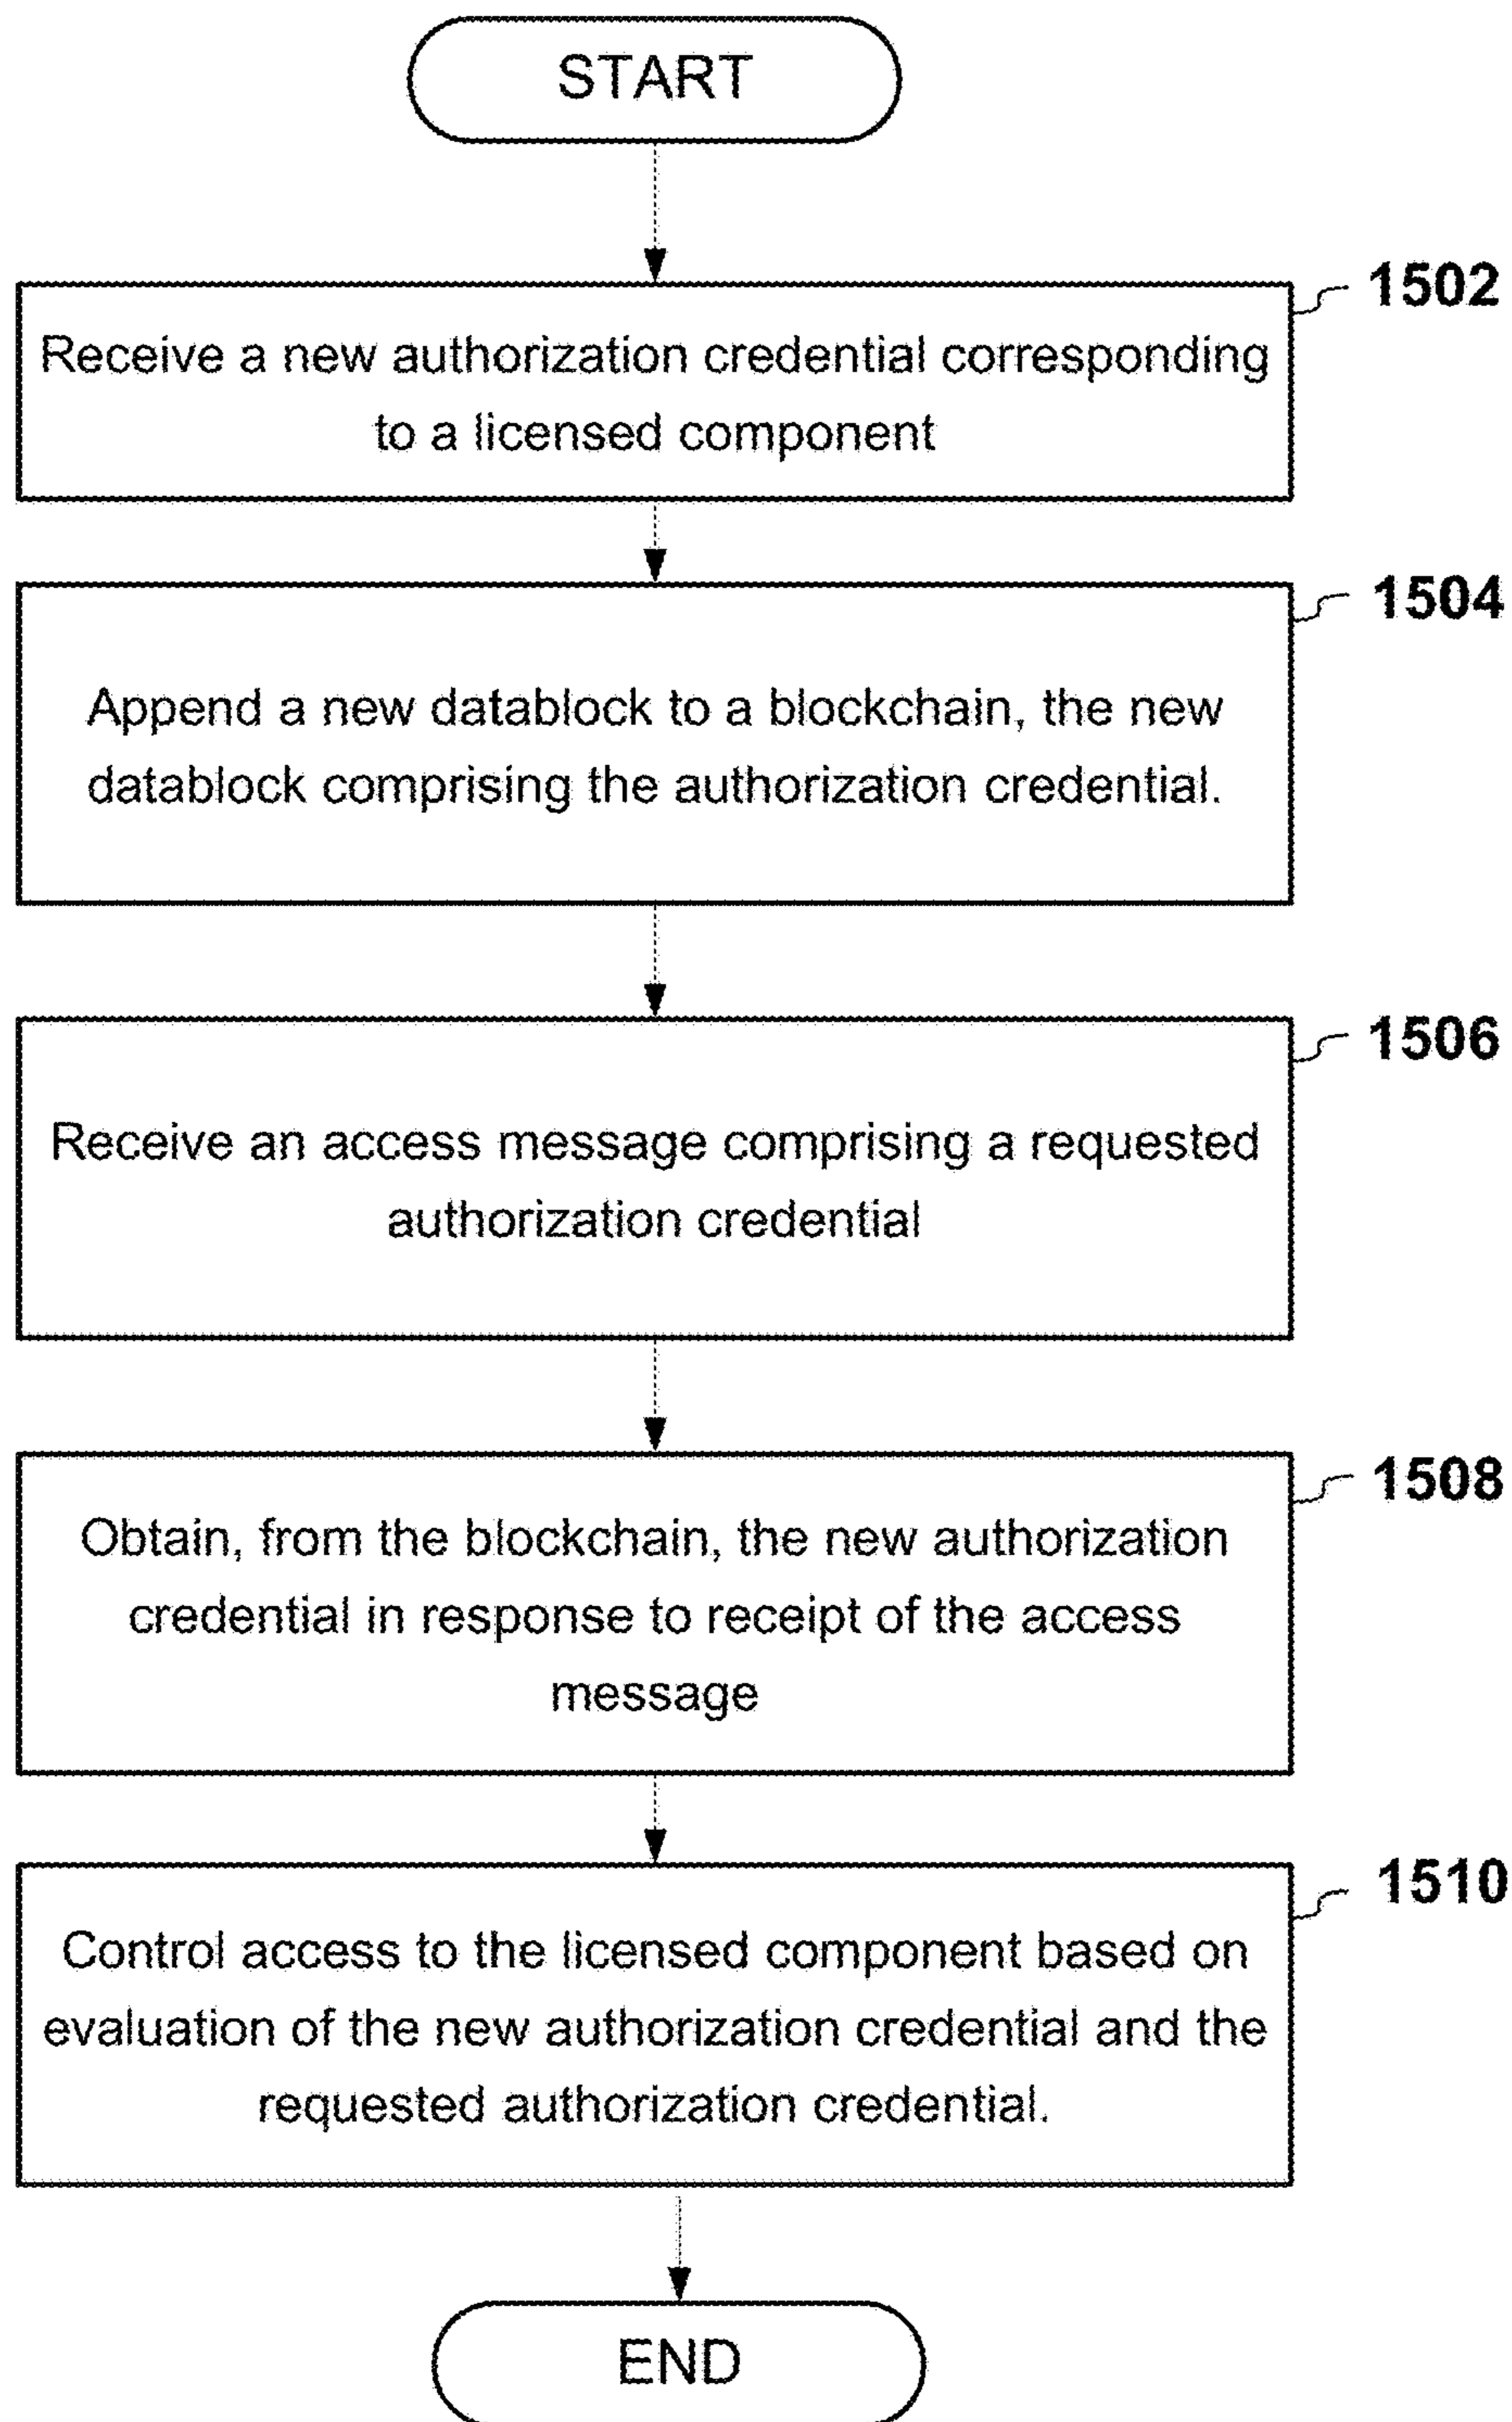 START
1502
Receive a new authorization credential corresponding
to a licensed component
1504
Append a new datablock to a blockchain, the new
datablock comprising the authorization credential.
1506
Receive an access message comprising a requested
authorization credential
1508
Obtain, from the blockchain, the new authorization
credential in response to receipt of the access
message
1510
Control access to the licensed component based on
evaluation of the new authorization credential and the
requested authorization credential.
END